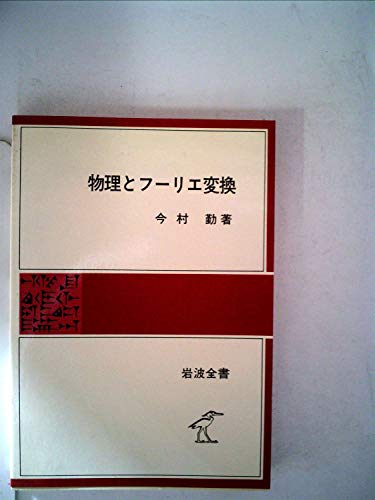 物理とフーリエ変換
今村 勤著
岩波全書